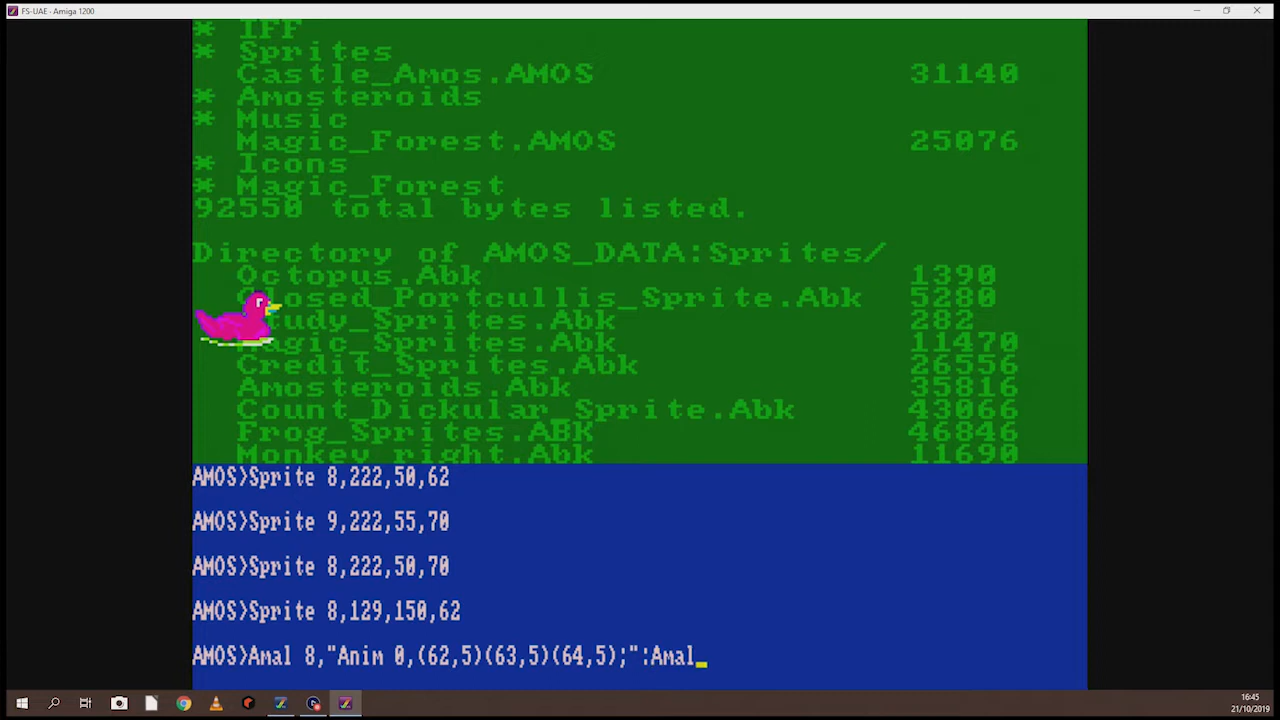 FS-UAE - Amiga 1200
* IFF
* Sprites
Castle_Amos.AMOS 31140
* Amosteroids
* Music
Magic_Forest.AMOS 25076
* Icons
* Magic_Forest
92550 total bytes listed.
Directory of AMOS_DATA:Sprites/
Octopus.Abk 1390
losed_Portcullis_Sprite.Abk 5280
tudy_Sprites.Abk 282
agic_Sprites.Abk 11470
Credit_Sprites.Abk 26556
Amosteroids.Abk 35816
Count_Dickular_Sprite.Abk 43066
Frog_Sprites.ABK 46846
Monkey_right.Abk 11690
AMOS>Sprite 8,222,50,62
AMOS>Sprite 9,222,55,70
AMOS>Sprite 8,222,50,70
AMOS>Sprite 8,129,150,62
AMOS>Amal 8,"Anim 0,(62,5)(63,5)(64,5);":Amal_
16:45
21/10/2019